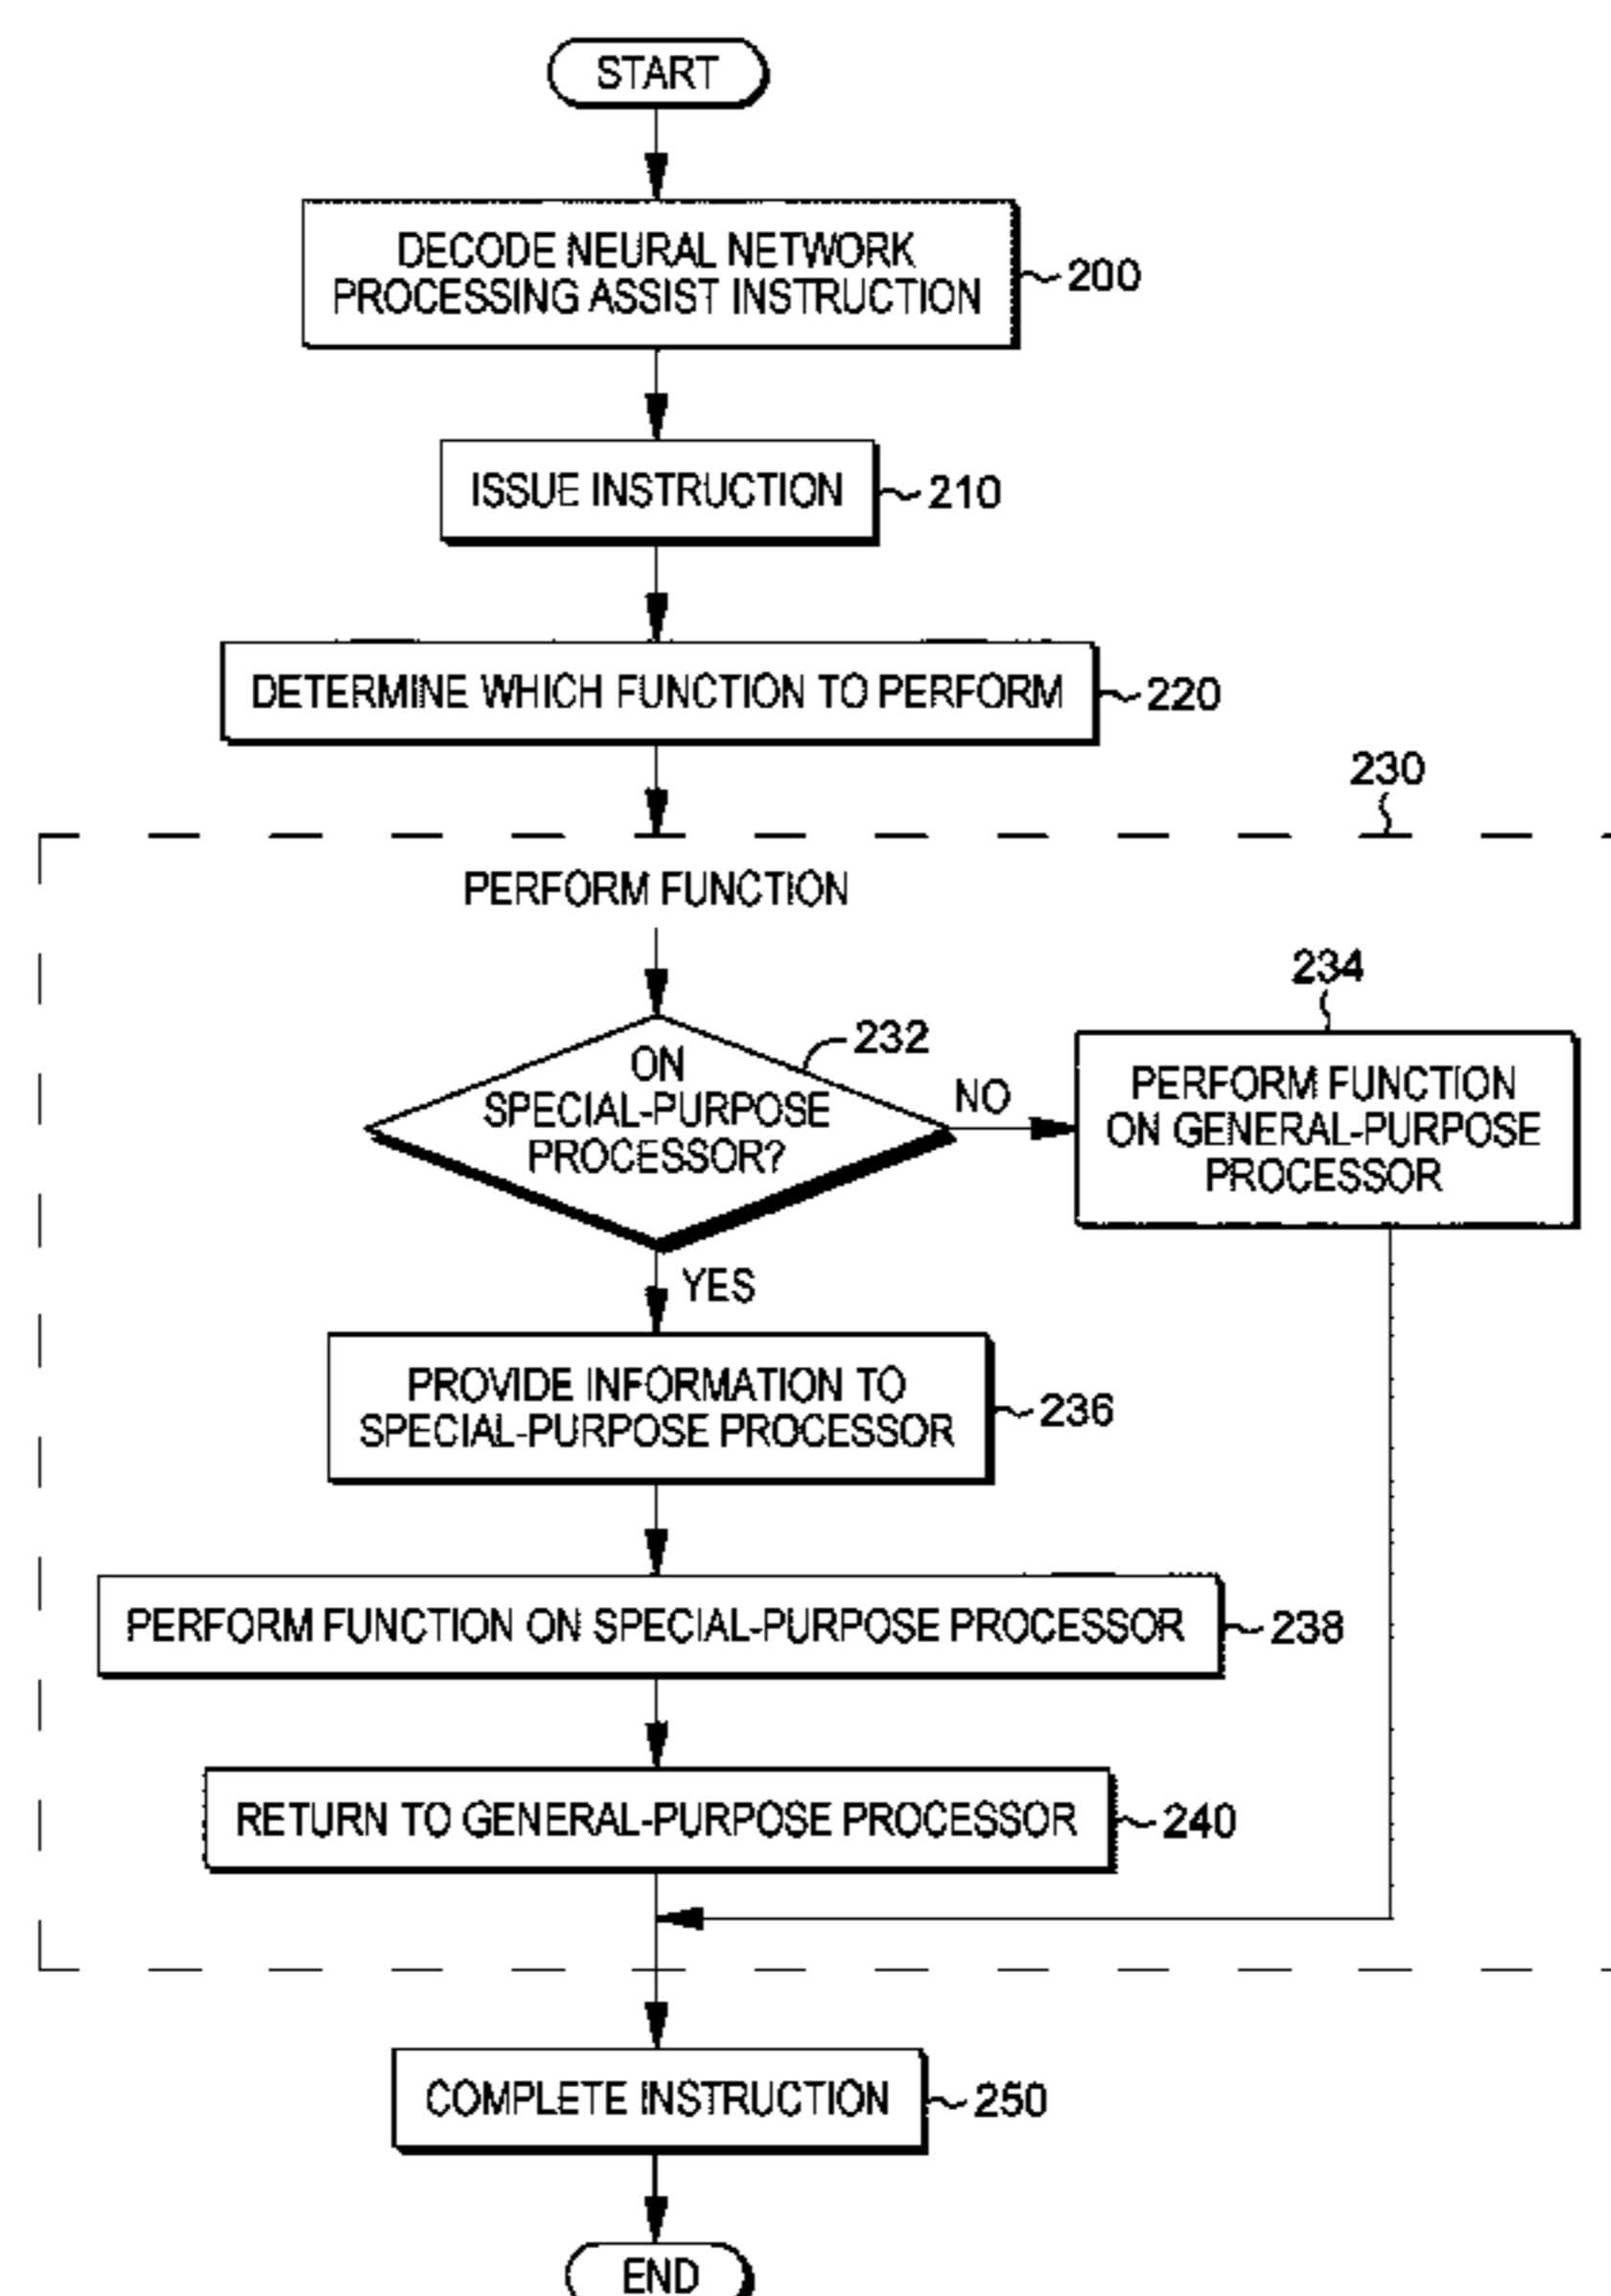 START
DECODE NEURAL NETWORK
PROCESSING ASSIST INSTRUCTION
200
ISSUE INSTRUCTION
210
DETERMINE WHICH FUNCTION TO PERFORM
220
230
PERFORM FUNCTION
234
232
ON
SPECIAL-PURPOSE
PROCESSOR?
NO
PERFORM FUNCTION
ON GENERAL-PURPOSE
PROCESSOR
YES
PROVIDE INFORMATION TO
SPECIAL-PURPOSE PROCESSOR
236
PERFORM FUNCTION ON SPECIAL-PURPOSE PROCESSOR
238
RETURN TO GENERAL-PURPOSE PROCESSOR
240
COMPLETE INSTRUCTION
250
END